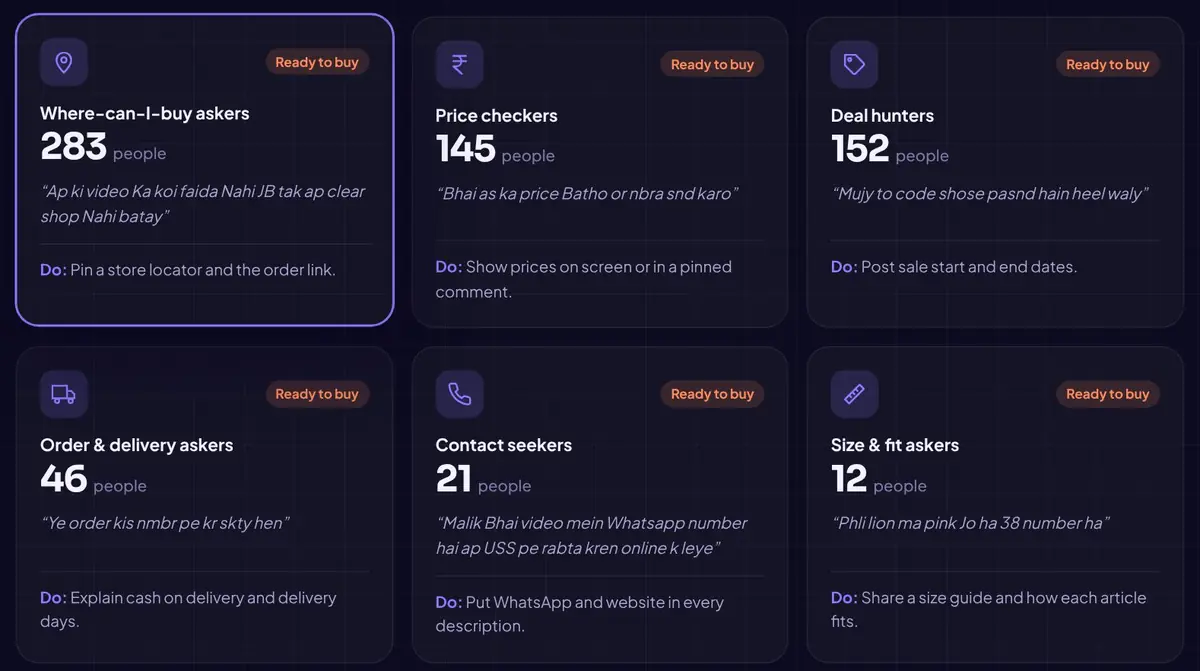 Ready to buy
Where-can-I-buy askers
283 people
“Ap ki video Ka koi faida Nahi JB tak ap clear
shop Nahi batay”
Do: Pin a store locator and the order link.
₹
Ready to buy
Price checkers
145 people
“Bhai as ka price Batho or nbra snd karo”
Do: Show prices on screen or in a pinned
comment.
Ready to buy
Deal hunters
152 people
“Mujy to code shose pasnd hain heel waly”
Do: Post sale start and end dates.
Ready to buy
Order & delivery askers
46 people
“Ye order kis nmbr pe kr skty hen”
Do: Explain cash on delivery and delivery
days.
Ready to buy
Contact seekers
21 people
“Malik Bhai video mein Whatsapp number
hai ap USS pe rabta kren online k leye”
Do: Put WhatsApp and website in every
description.
Ready to buy
Size & fit askers
12 people
“Phli lion ma pink Jo ha 38 number ha”
Do: Share a size guide and how each article
fits.